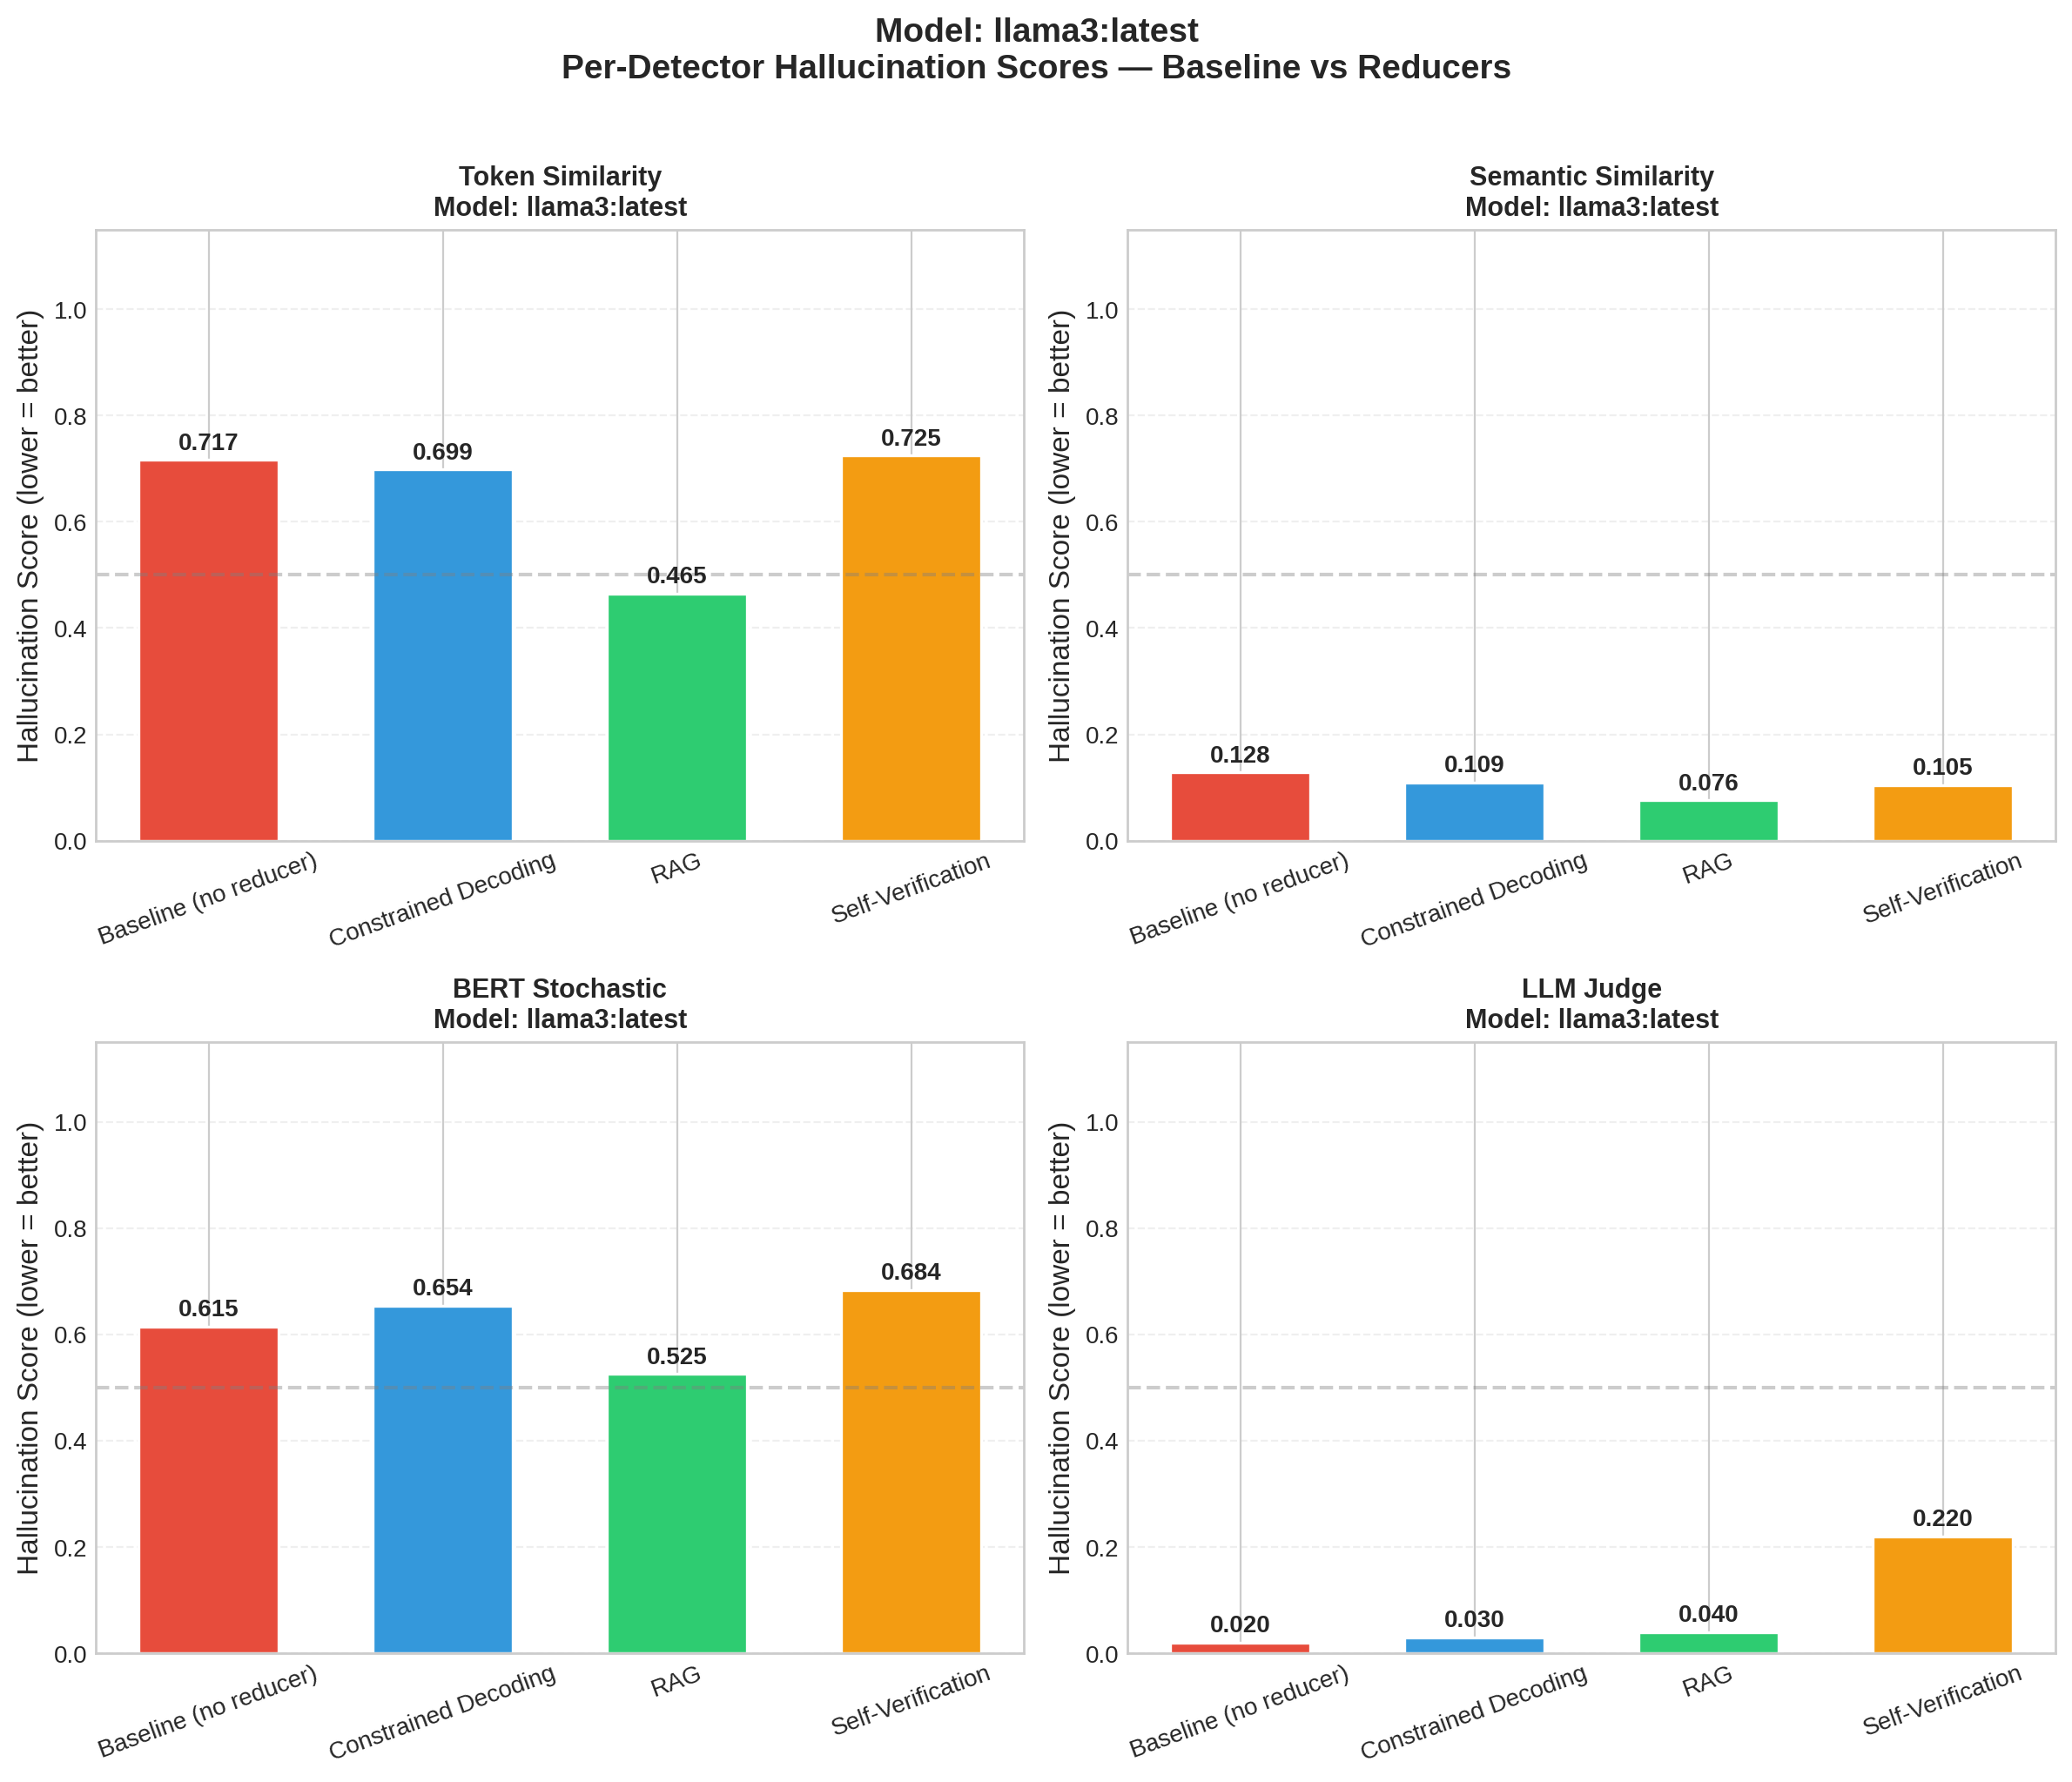 Model: llama3:latest
Per-Detector Hallucination Scores — Baseline vs Reducers
Token Similarity
Model: llama3:latest
Hallucination Score (lower = better)
1.0
0.8
0.6
0.4
0.2
0.0
0.717
0.699
0.465
0.725
Baseline (no reducer)
Constrained Decoding
RAG
Self-Verification
Semantic Similarity
Model: llama3:latest
Hallucination Score (lower = better)
1.0
0.8
0.6
0.4
0.2
0.0
0.128
0.109
0.076
0.105
Baseline (no reducer)
Constrained Decoding
RAG
Self-Verification
BERT Stochastic
Model: llama3:latest
Hallucination Score (lower = better)
1.0
0.8
0.6
0.4
0.2
0.0
0.615
0.654
0.525
0.684
Baseline (no reducer)
Constrained Decoding
RAG
Self-Verification
LLM Judge
Model: llama3:latest
Hallucination Score (lower = better)
1.0
0.8
0.6
0.4
0.2
0.0
0.020
0.030
0.040
0.220
Baseline (no reducer)
Constrained Decoding
RAG
Self-Verification